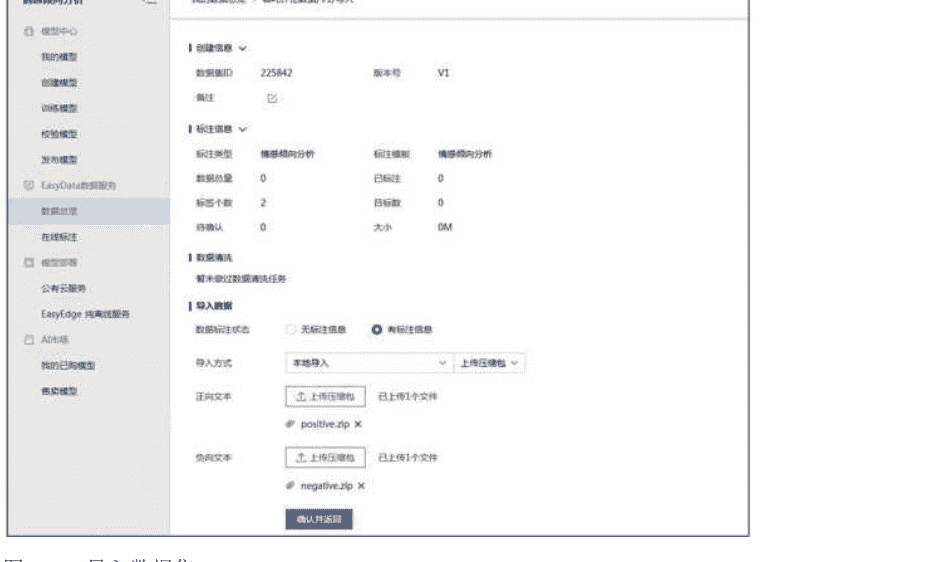 模型中心
我的模型
创建模型
训练模型
校验模型
发布模型
EasyData数据服务
数据总览
在线标注
模型部署
公有云服务
EasyEdge 纯离线服务
AI市场
我的已购模型
售卖模型
创建信息
数据集ID 225842 版本号 V1
备注
标注信息
标注类型 情感倾向分析 标注模板 情感倾向分析
数据总量 0 已标注 0
标签个数 2 目标数 0
待确认 0 大小 0M
数据清洗
暂未做过数据清洗任务
导入数据
数据标注状态 无标注信息 有标注信息
导入方式 本地导入 上传压缩包
正向文本 上传压缩包 已上传1个文件
positive.zip ×
负向文本 上传压缩包 已上传1个文件
negative.zip ×
确认并返回